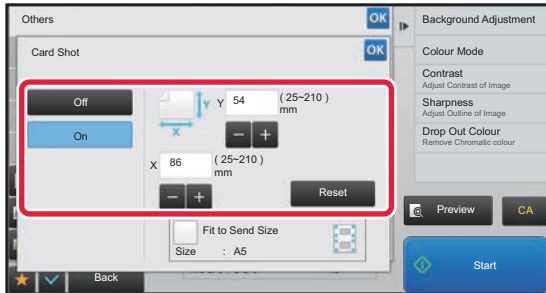 Others
OK
Card Shot
OK
Off
On
Y
X
Y 54 ( 25~210 )
mm
X 86 ( 25~210 )
mm
Reset
Fit to Send Size
Size : A5
Back
Background Adjustment
Colour Mode
Contrast
Adjust Contrast of Image
Sharpness
Adjust Outline of Image
Drop Out Colour
Remove Chromatic colour
Preview
CA
Start